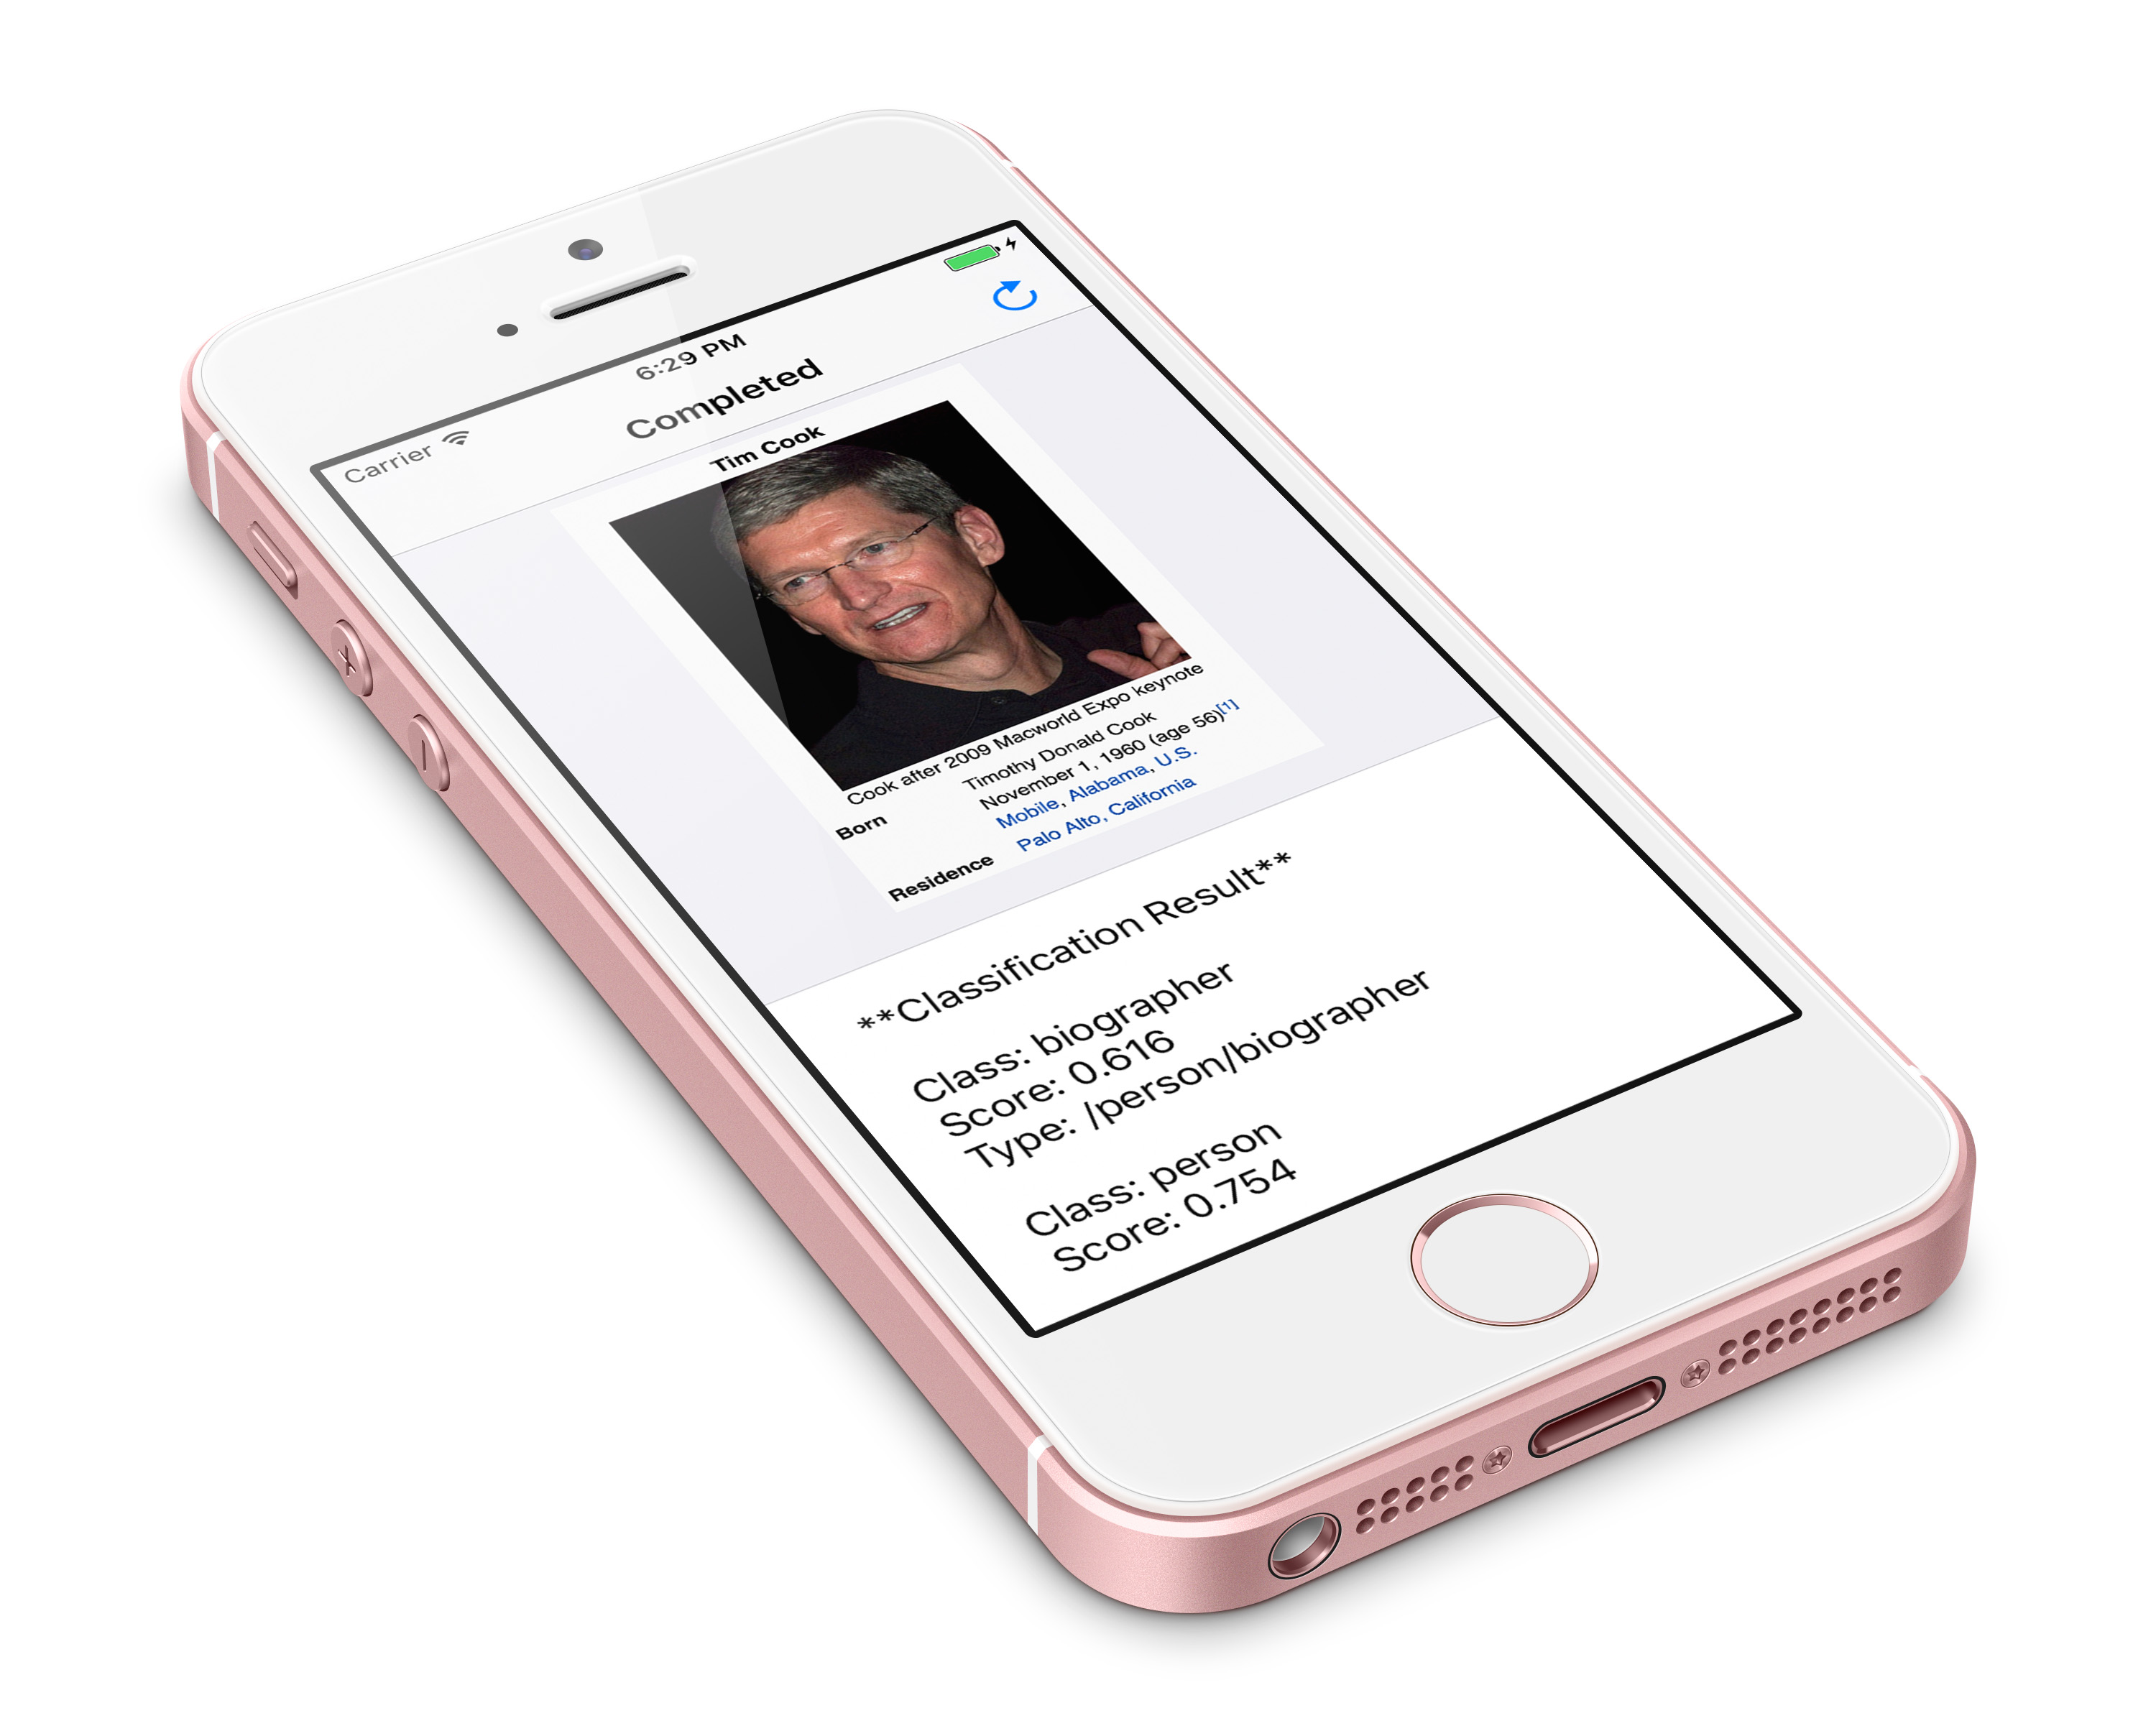 Carrier
6:29 PM
Completed
Tim Cook
Cook after 2009 Macworld Expo keynote
Born
Timothy Donald Cook
November 1, 1960 (age 56)[1]
Mobile, Alabama, U.S.
Residence
Palo Alto, California
**Classification Result**
Class: biographer
Score: 0.616
Type: /person/biographer
Class: person
Score: 0.754